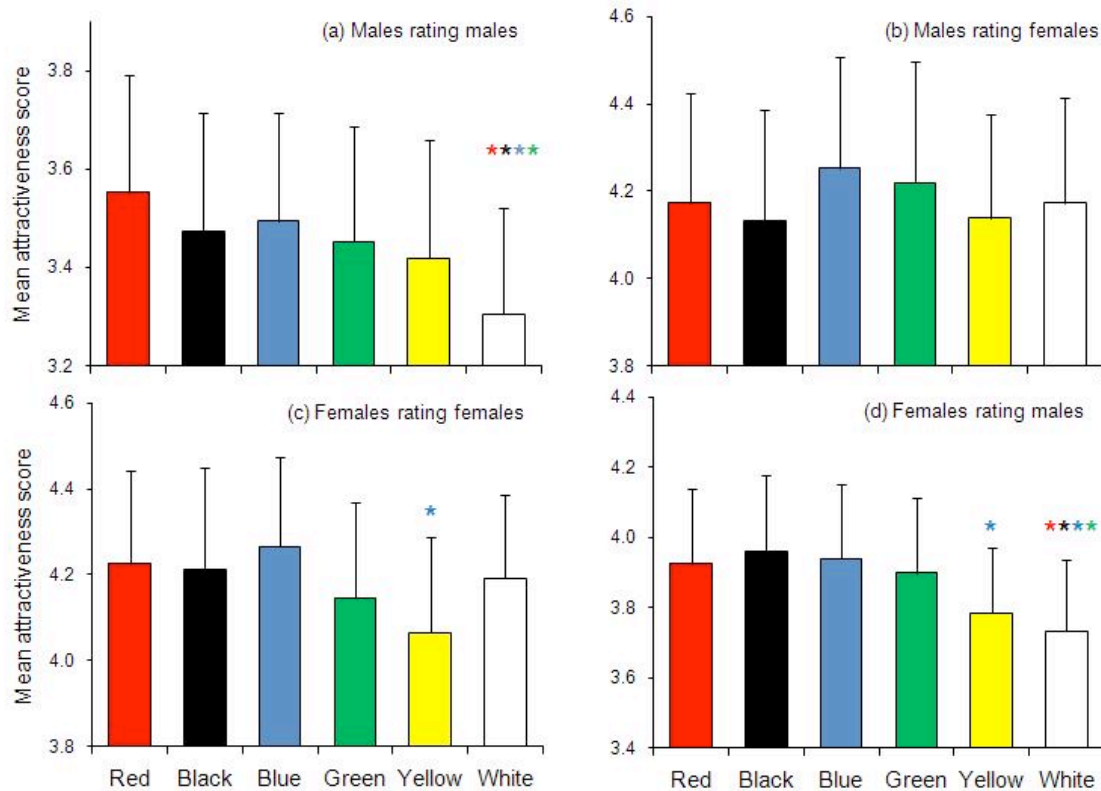 (a) Males rating males
Mean attractiveness score
3.8
3.6
3.4
3.2
****
(b) Males rating females
4.6
4.4
4.2
4.0
3.8
(c) Females rating females
Mean attractiveness score
4.6
4.4
4.2
4.0
3.8
*
Red Black Blue Green Yellow White
(d) Females rating males
4.4
4.2
4.0
3.8
3.6
3.4
* ****
Red Black Blue Green Yellow White